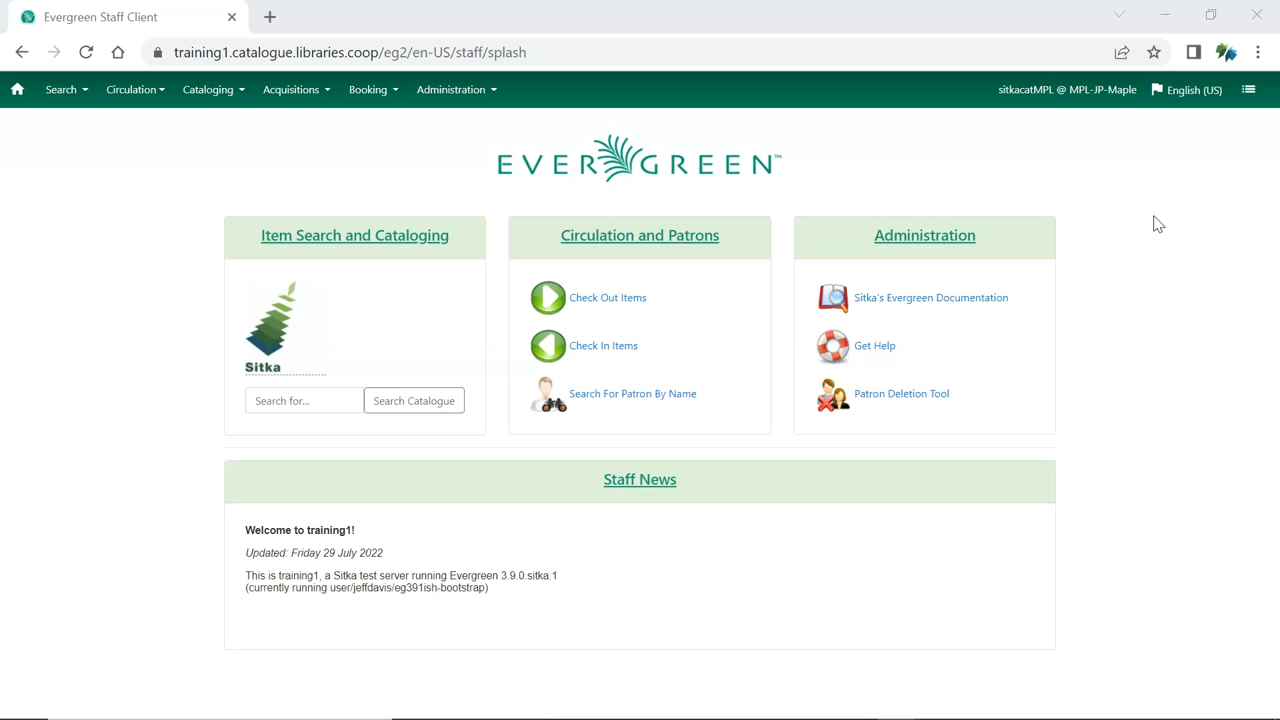 Evergreen Staff Client
training1.catalogue.libraries.coop/eg2/en-US/staff/splash
Search Circulation Cataloging Acquisitions Booking Administration sitkacatMPL @ MPL-JP-Maple English (US)
EVERGREEN™
Item Search and Cataloging
Sitka
Search for... Search Catalogue
Circulation and Patrons
Check Out Items
Check In Items
Search For Patron By Name
Administration
Sitka's Evergreen Documentation
Get Help
Patron Deletion Tool
Staff News
Welcome to training1!
Updated: Friday 29 July 2022
This is training1, a Sitka test server running Evergreen 3.9.0.sitka.1
(currently running user/jeffdavis/eg391ish-bootstrap)